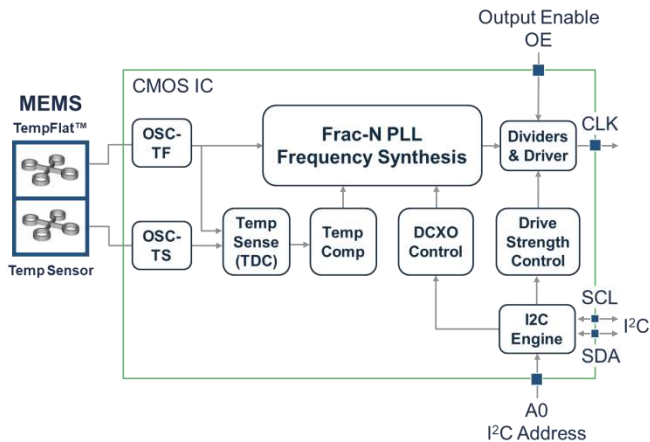 Output Enable
OE
CMOS IC
MEMS
TempFlat™
OSC-
TF
Frac-N PLL
Frequency Synthesis
Dividers
& Driver
CLK
OSC-
TS
Temp
Sense
(TDC)
Temp
Comp
DCXO
Control
Drive
Strength
Control
Temp Sensor
I2C
Engine
SCL
I²C
SDA
A0
I²C Address